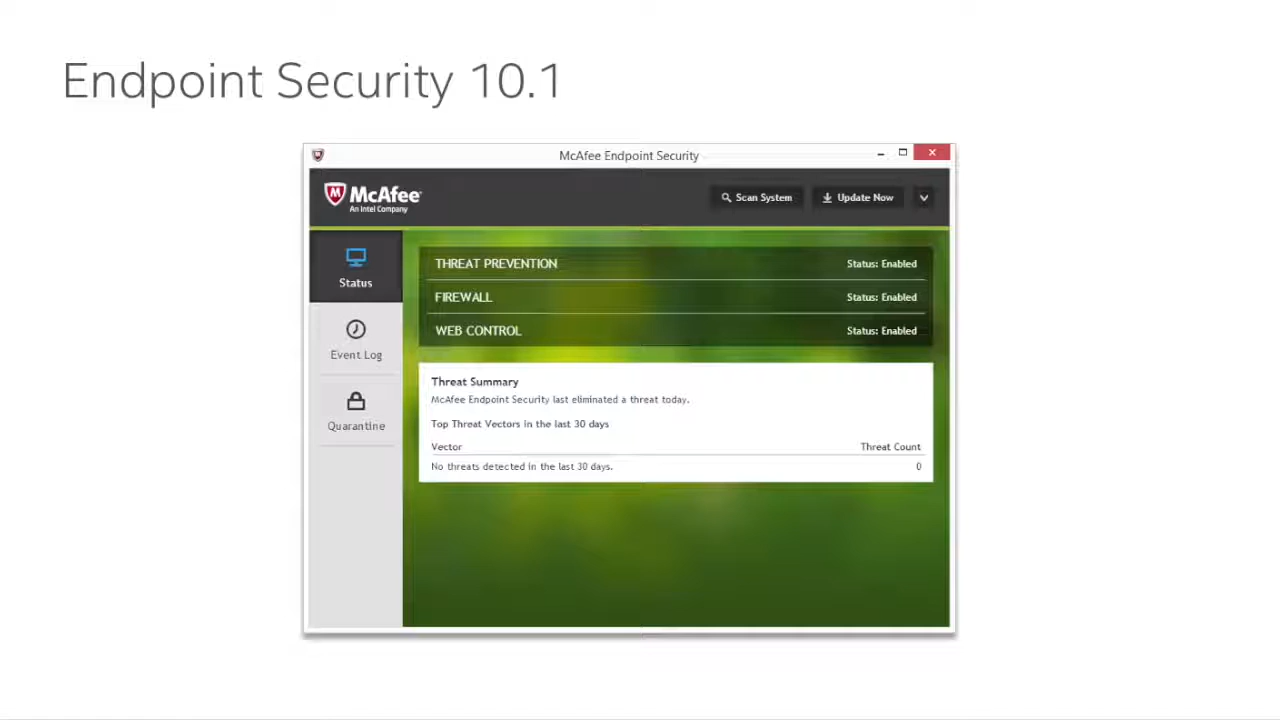 Endpoint Security 10.1
McAfee Endpoint Security
McAfee
An Intel Company
Scan System
Update Now
Status
THREAT PREVENTION Status: Enabled
FIREWALL Status: Enabled
WEB CONTROL Status: Enabled
Event Log
Quarantine
Threat Summary
McAfee Endpoint Security last eliminated a threat today.
Top Threat Vectors in the last 30 days
Vector Threat Count
No threats detected in the last 30 days. 0